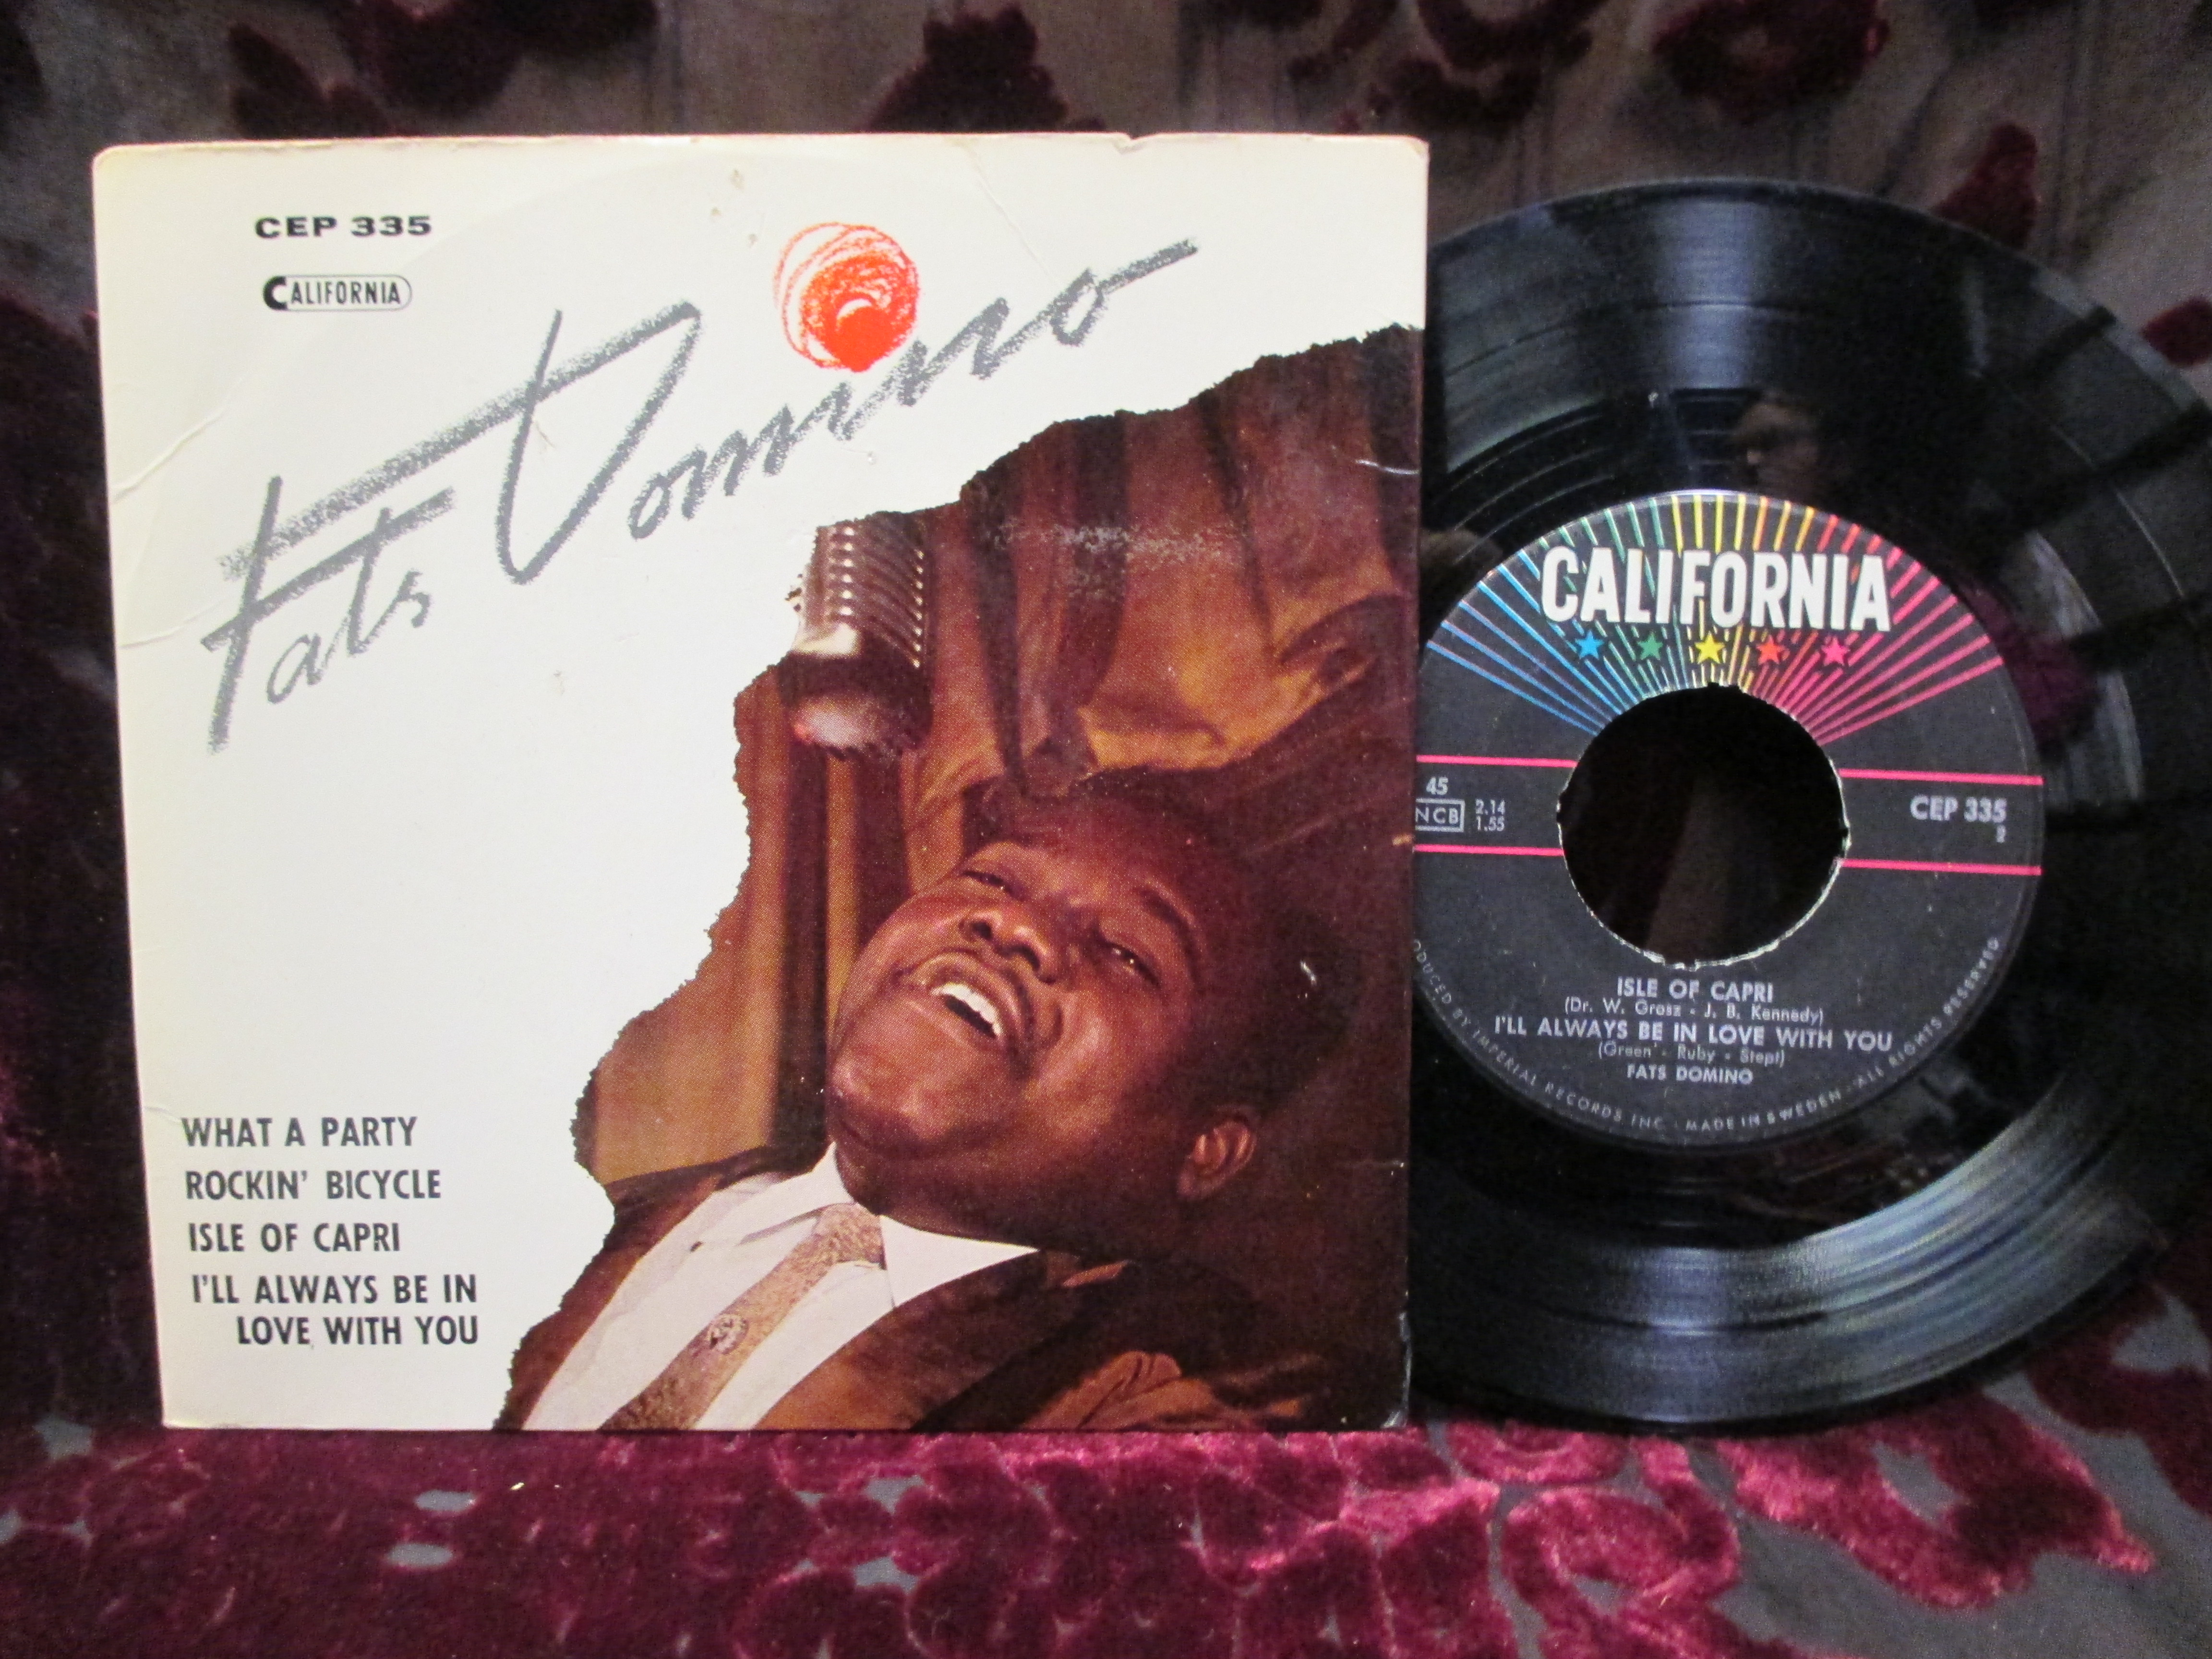 CEP 335
CALIFORNIA
Fats Domino
WHAT A PARTY
ROCKIN' BICYCLE
ISLE OF CAPRI
I'LL ALWAYS BE IN
LOVE WITH YOU
CALIFORNIA
45
NCB
2.14
1.55
CEP 335
2
ISLE OF CAPRI
(Dr. W. Grosz - J. B. Kennedy)
I'LL ALWAYS BE IN LOVE WITH YOU
(Green - Ruby - Stept)
FATS DOMINO
ODUCED BY IMPERIAL RECORDS INC. · MADE IN SWEDEN · ALL RIGHTS RESERVED